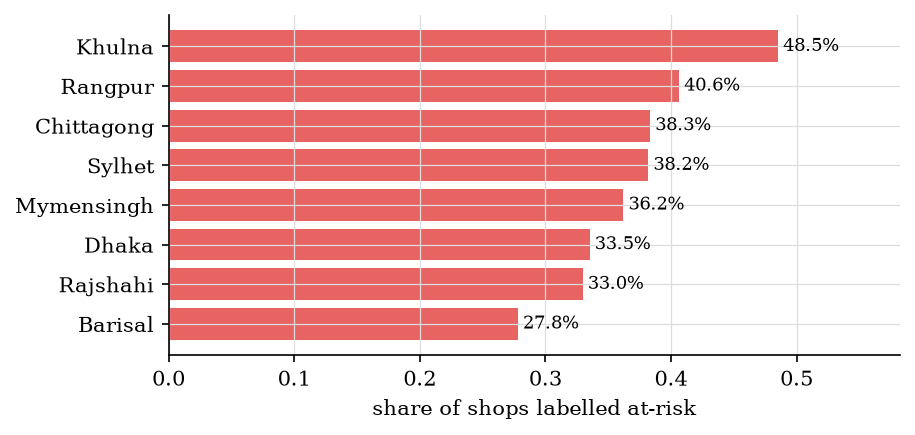 Khulna 48.5%
Rangpur 40.6%
Chittagong 38.3%
Sylhet 38.2%
Mymensingh 36.2%
Dhaka 33.5%
Rajshahi 33.0%
Barisal 27.8%
0.0 0.1 0.2 0.3 0.4 0.5
share of shops labelled at-risk